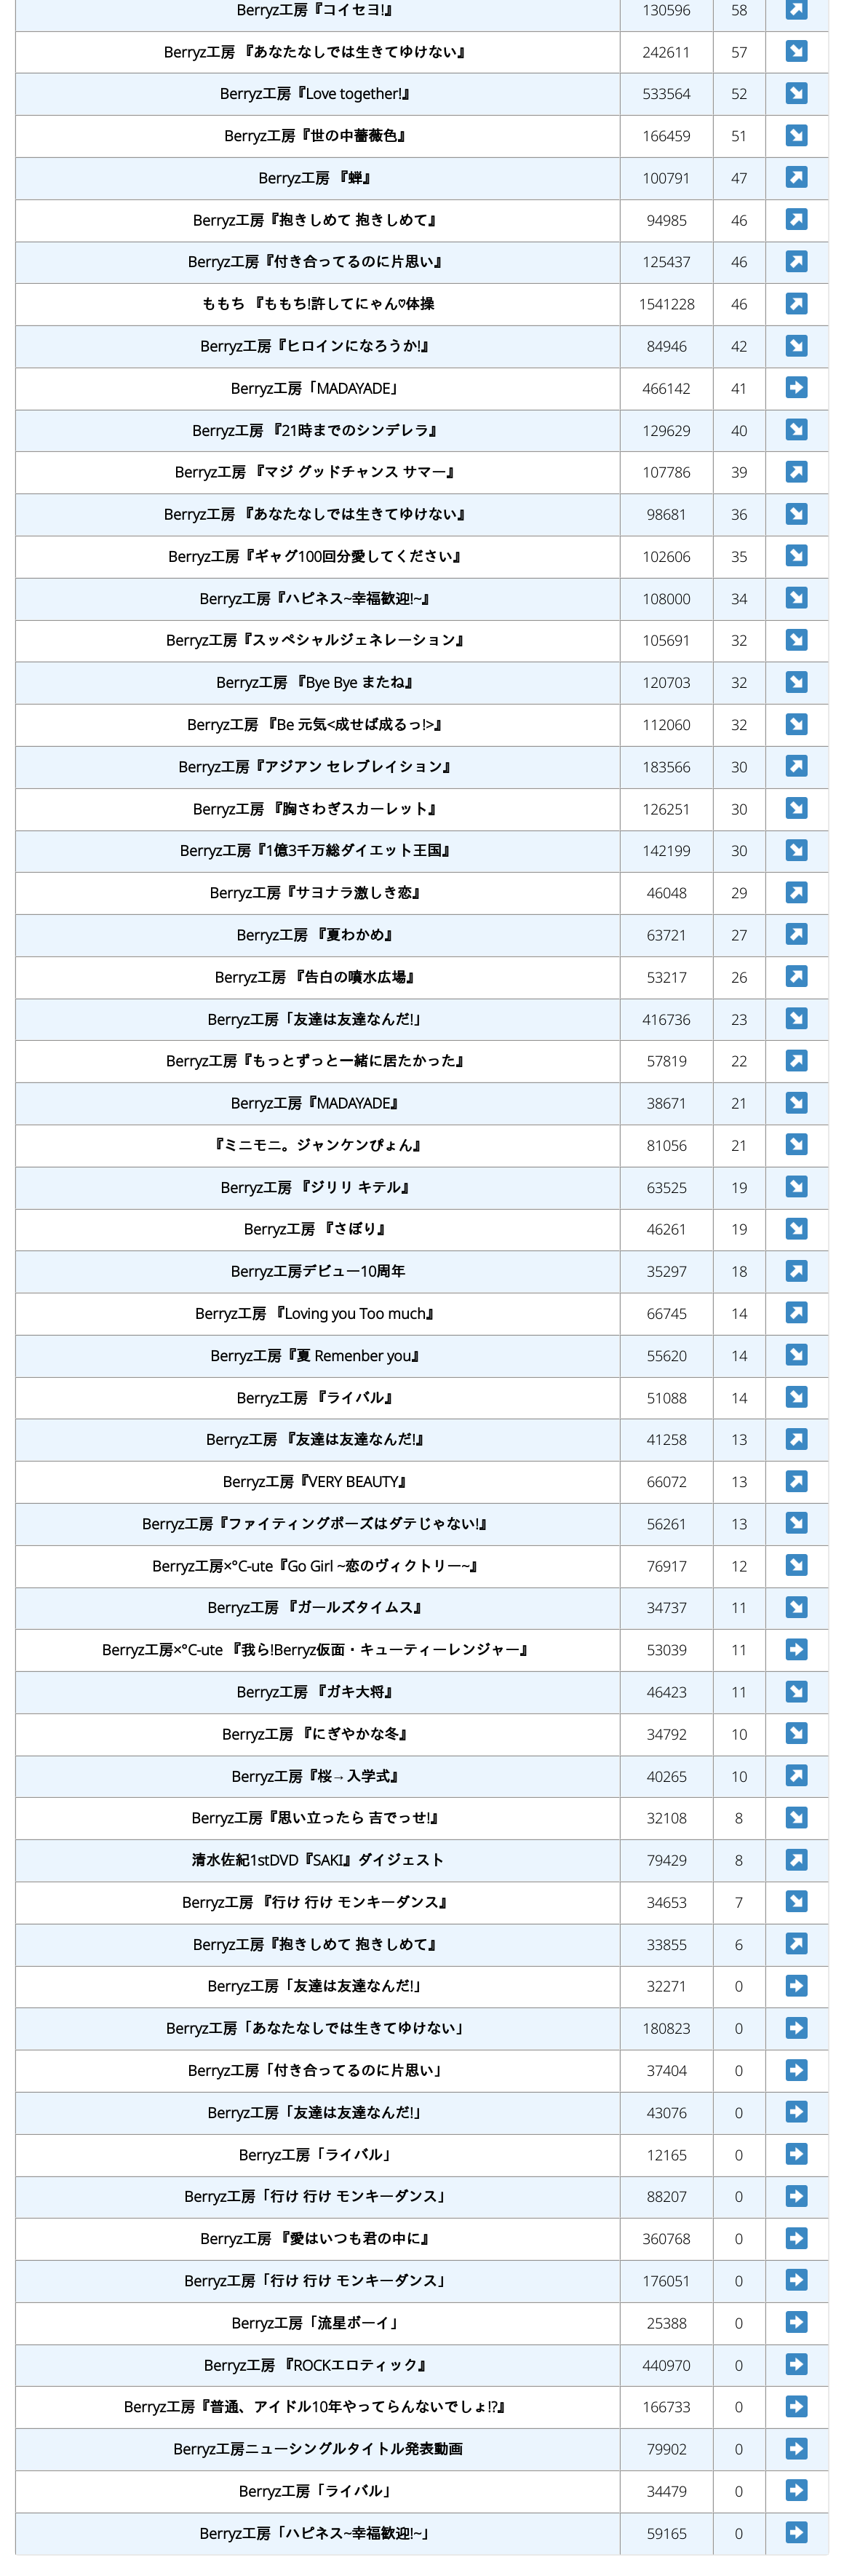 Berryz工房『コイセヨ!』 130596 58 ↗
Berryz工房 『あなたなしでは生きてゆけない』 242611 57 ↘
Berryz工房『Love together!』 533564 52 ↘
Berryz工房『世の中薔薇色』 166459 51 ↘
Berryz工房 『蝉』 100791 47 ↗
Berryz工房『抱きしめて 抱きしめて』 94985 46 ↗
Berryz工房『付き合ってるのに片思い』 125437 46 ↗
ももち 『ももち!許してにゃん♡体操 1541228 46 ↗
Berryz工房『ヒロインになろうか!』 84946 42 ↘
Berryz工房「MADAYADE」 466142 41 ➡
Berryz工房 『21時までのシンデレラ』 129629 40 ↘
Berryz工房 『マジ グッドチャンス サマー』 107786 39 ↗
Berryz工房 『あなたなしでは生きてゆけない』 98681 36 ↘
Berryz工房『ギャグ100回分愛してください』 102606 35 ↘
Berryz工房『ハピネス~幸福歓迎!~』 108000 34 ↘
Berryz工房『スッペシャルジェネレ〜ション』 105691 32 ↘
Berryz工房 『Bye Bye またね』 120703 32 ↘
Berryz工房 『Be 元気<成せば成るっ!>』 112060 32 ↘
Berryz工房『アジアン セレブレイション』 183566 30 ↗
Berryz工房 『胸さわぎスカーレット』 126251 30 ↘
Berryz工房『1億3千万総ダイエット王国』 142199 30 ↘
Berryz工房『サヨナラ激しき恋』 46048 29 ↗
Berryz工房 『夏わかめ』 63721 27 ↗
Berryz工房 『告白の噴水広場』 53217 26 ↗
Berryz工房「友達は友達なんだ!」 416736 23 ↘
Berryz工房『もっとずっと一緒に居たかった』 57819 22 ↗
Berryz工房『MADAYADE』 38671 21 ↘
『ミニモニ。ジャンケンぴょん』 81056 21 ↘
Berryz工房 『ジリリ キテル』 63525 19 ↘
Berryz工房 『さぼり』 46261 19 ↘
Berryz工房デビュー10周年 35297 18 ↗
Berryz工房 『Loving you Too much』 66745 14 ↗
Berryz工房『夏 Remenber you』 55620 14 ↘
Berryz工房 『ライバル』 51088 14 ↘
Berryz工房 『友達は友達なんだ!』 41258 13 ↗
Berryz工房『VERY BEAUTY』 66072 13 ↗
Berryz工房『ファイティングポーズはダテじゃない!』 56261 13 ↘
Berryz工房×°C-ute『Go Girl ~恋のヴィクトリー~』 76917 12 ↘
Berryz工房 『ガールズタイムス』 34737 11 ↘
Berryz工房×°C-ute 『我ら!Berryz仮面・キューティーレンジャー』 53039 11 ➡
Berryz工房 『ガキ大将』 46423 11 ↘
Berryz工房 『にぎやかな冬』 34792 10 ↘
Berryz工房『桜→入学式』 40265 10 ↗
Berryz工房『思い立ったら 吉でっせ!』 32108 8 ↘
清水佐紀1stDVD『SAKI』ダイジェスト 79429 8 ↗
Berryz工房 『行け 行け モンキーダンス』 34653 7 ↘
Berryz工房『抱きしめて 抱きしめて』 33855 6 ↗
Berryz工房「友達は友達なんだ!」 32271 0 ➡
Berryz工房「あなたなしでは生きてゆけない」 180823 0 ➡
Berryz工房「付き合ってるのに片思い」 37404 0 ➡
Berryz工房「友達は友達なんだ!」 43076 0 ➡
Berryz工房「ライバル」 12165 0 ➡
Berryz工房「行け 行け モンキーダンス」 88207 0 ➡
Berryz工房 『愛はいつも君の中に』 360768 0 ➡
Berryz工房「行け 行け モンキーダンス」 176051 0 ➡
Berryz工房「流星ボーイ」 25388 0 ➡
Berryz工房 『ROCKエロティック』 440970 0 ➡
Berryz工房『普通、アイドル10年やってらんないでしょ!?』 166733 0 ➡
Berryz工房ニューシングルタイトル発表動画 79902 0 ➡
Berryz工房「ライバル」 34479 0 ➡
Berryz工房「ハピネス~幸福歓迎!~」 59165 0 ➡